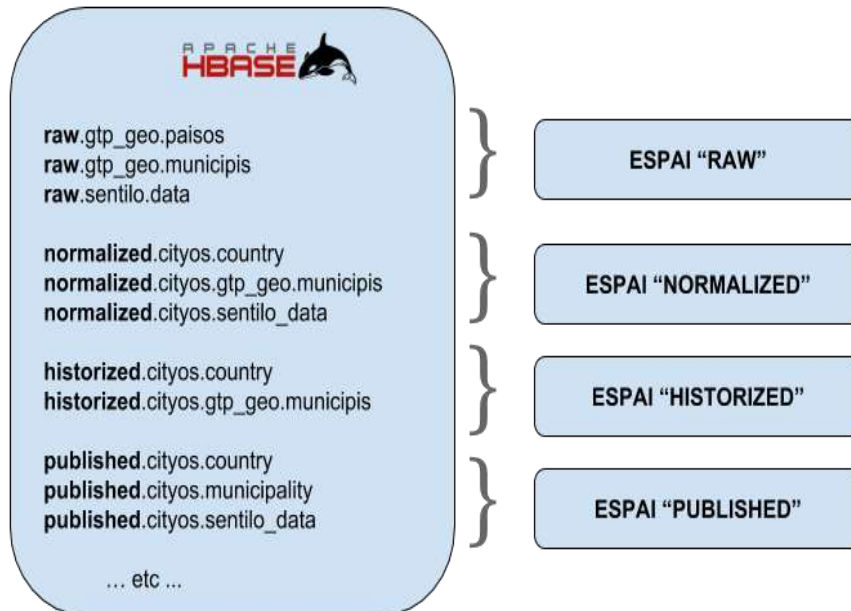 APACHE
HBASE
raw.gtp_geo.paisos
raw.gtp_geo.municipis
raw.sentilo.data
ESPAI “RAW”
normalized.cityos.country
normalized.cityos.gtp_geo.municipis
normalized.cityos.sentilo_data
ESPAI “NORMALIZED”
historized.cityos.country
historized.cityos.gtp_geo.municipis
ESPAI “HISTORIZED”
published.cityos.country
published.cityos.municipality
published.cityos.sentilo_data
ESPAI “PUBLISHED”
… etc ...